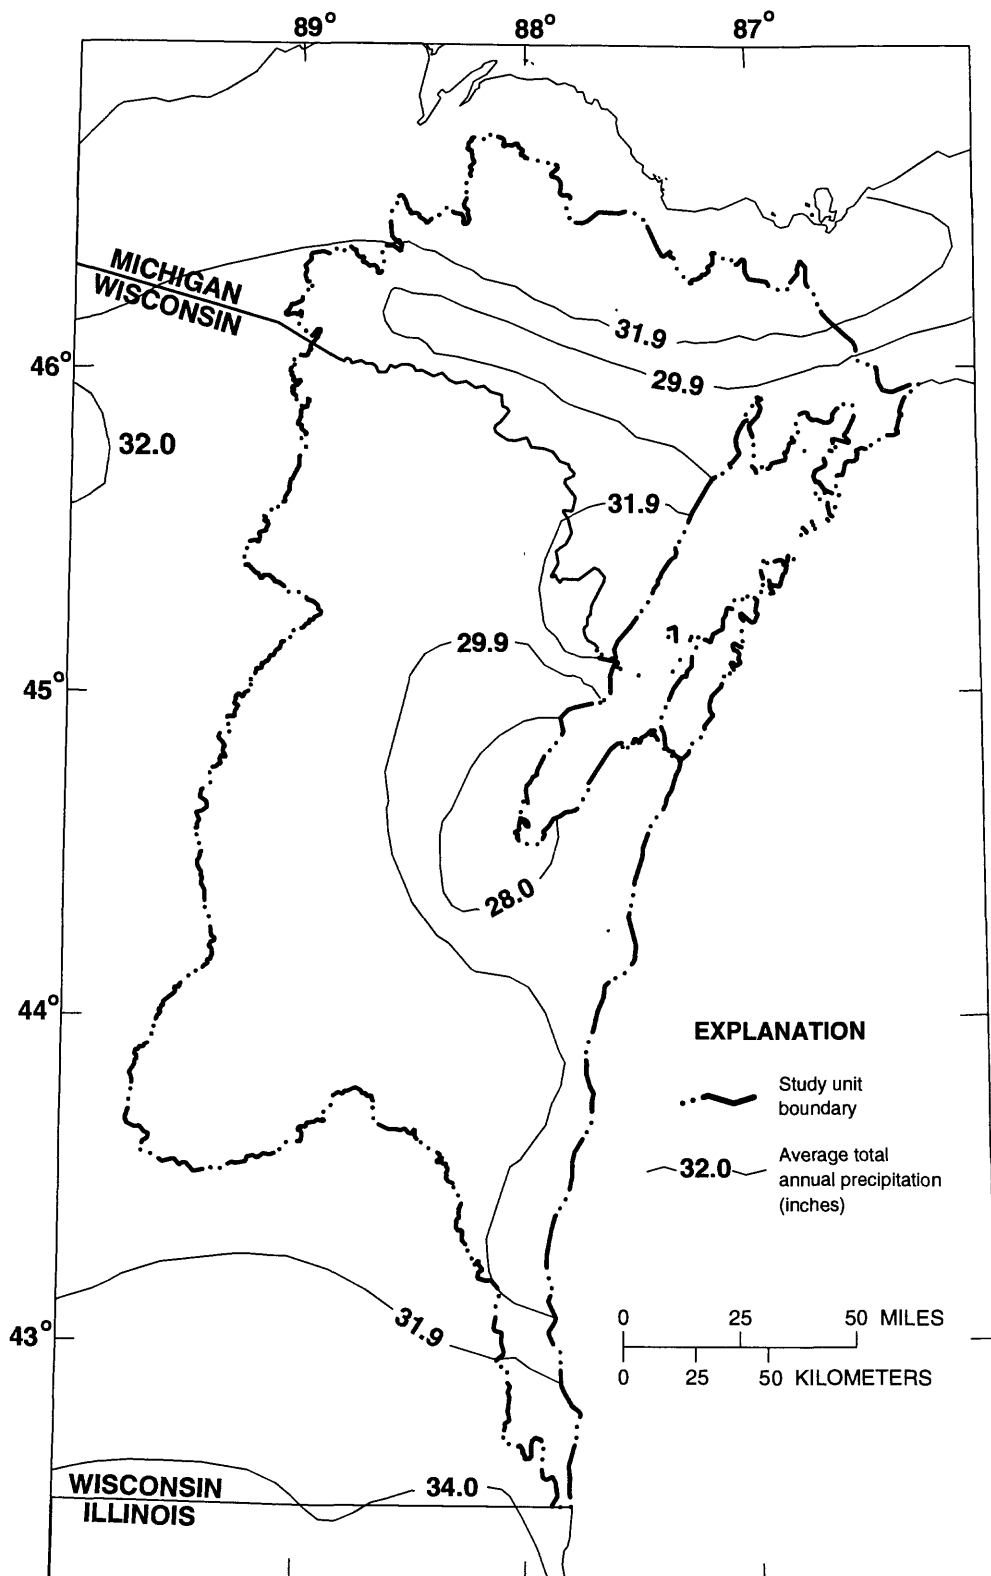 89° 88° 87°
MICHIGAN
WISCONSIN
31.9
46°
29.9
32.0
31.9
29.9
45°
28.0
44°
EXPLANATION
Study unit
boundary
32.0
Average total
annual precipitation
(inches)
43°
31.9
0 25 50 MILES
0 25 50 KILOMETERS
34.0
WISCONSIN
ILLINOIS